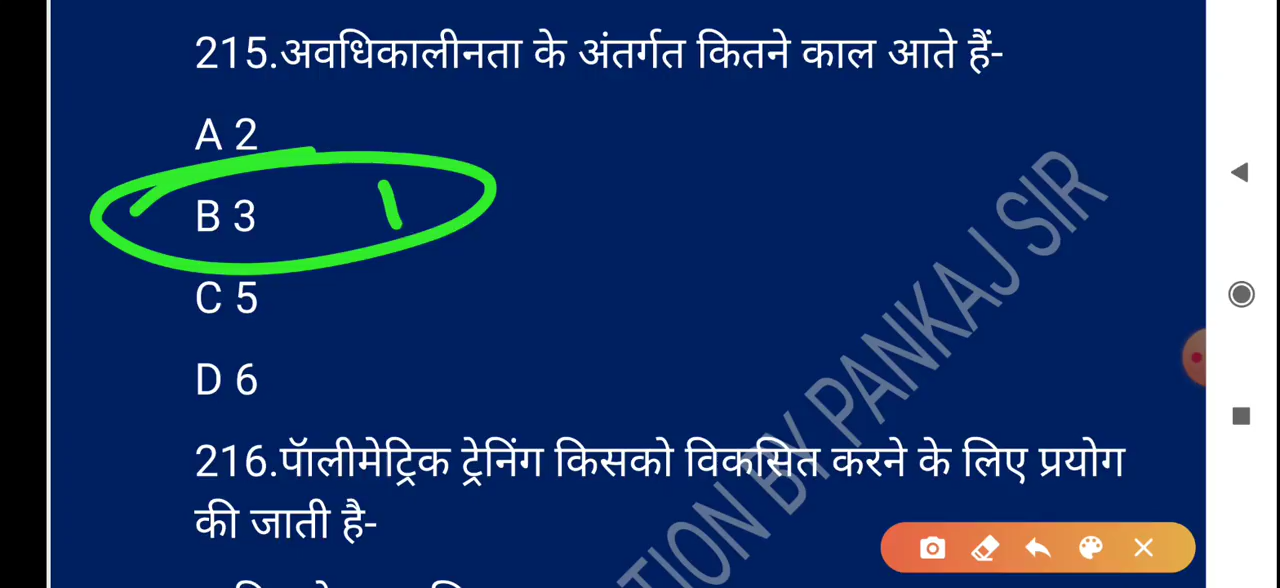 215.अवधिकालीनता के अंतर्गत कितने काल आते हैं-
A 2
B 3
C 5
D 6
216.पॉलीमेट्रिक ट्रेनिंग किसको विकसित करने के लिए प्रयोग
की जाती है-
TION BY PANKAJ SIR